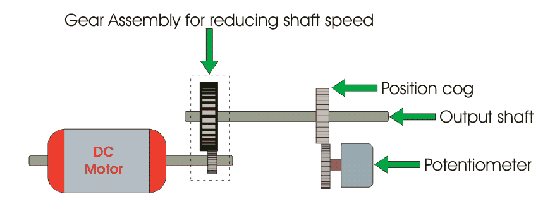 Gear Assembly for reducing shaft speed
Position cog
Output shaft
DC
Motor
Potentiometer